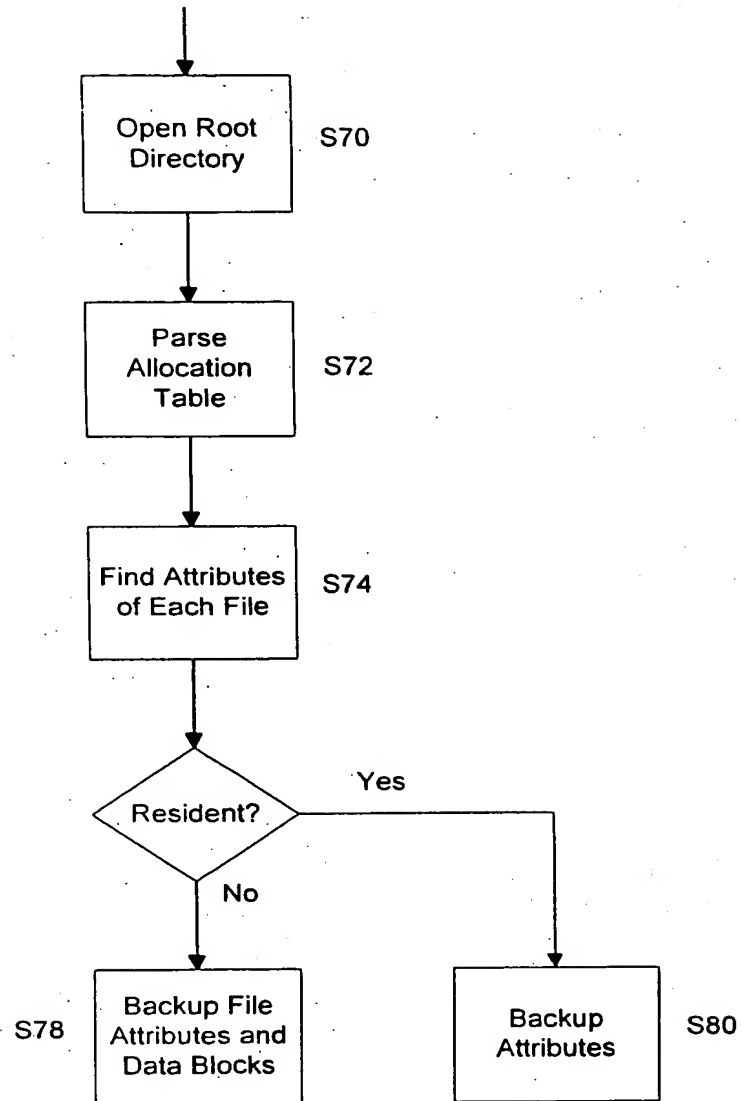 Open Root
Directory
S70
Parse
Allocation
Table
S72
Find Attributes
of Each File
S74
Resident?
Yes
No
S78
Backup File
Attributes and
Data Blocks
Backup
Attributes
S80